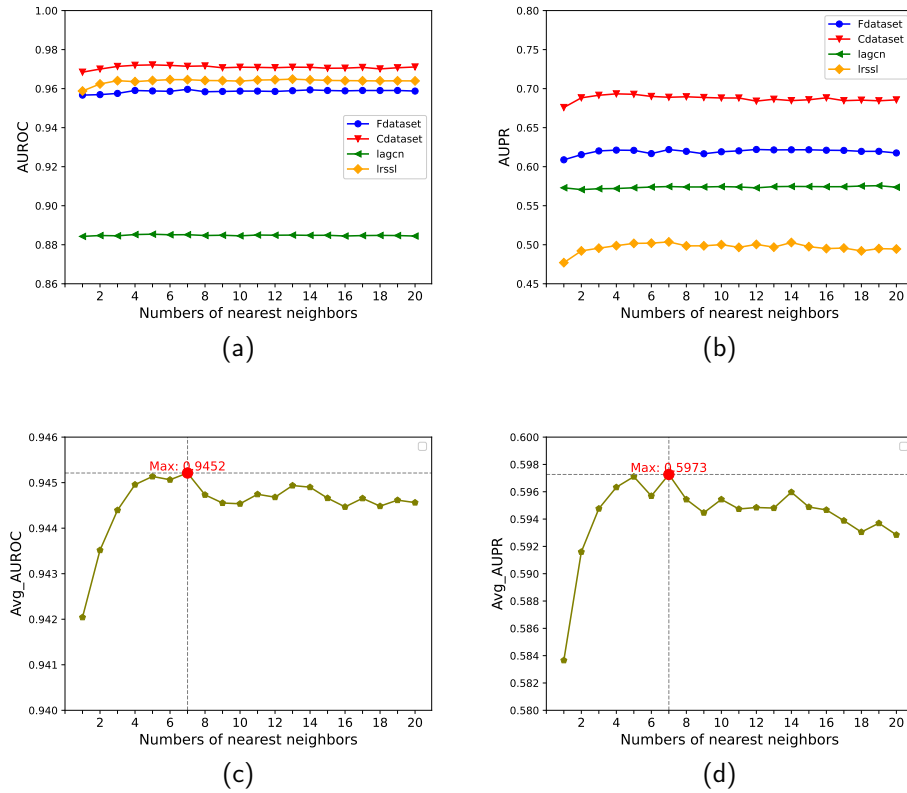 1.00
0.98
0.96
0.94
0.92
0.90
0.88
0.86
AUROC
Fdataset
Cdataset
lagcn
lrssl
2 4 6 8 10 12 14 16 18 20
Numbers of nearest neighbors
(a)
0.80
0.75
0.70
0.65
0.60
0.55
0.50
0.45
AUPR
Fdataset
Cdataset
lagcn
lrssl
2 4 6 8 10 12 14 16 18 20
Numbers of nearest neighbors
(b)
0.946
0.945
0.944
0.943
0.942
0.941
0.940
Avg_AUROC
Max: 0.9452
2 4 6 8 10 12 14 16 18 20
Numbers of nearest neighbors
(c)
0.600
0.598
0.596
0.594
0.592
0.590
0.588
0.586
0.584
0.582
0.580
Avg_AUPR
Max: 0.5973
2 4 6 8 10 12 14 16 18 20
Numbers of nearest neighbors
(d)